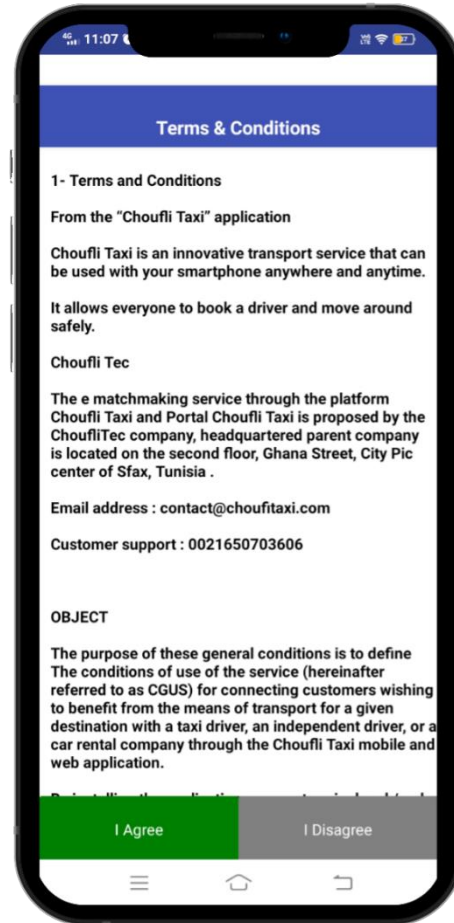 4G 11:07
Terms & Conditions
1- Terms and Conditions
From the “Choufli Taxi” application
Choufli Taxi is an innovative transport service that can
be used with your smartphone anywhere and anytime.
It allows everyone to book a driver and move around
safely.
Choufli Tec
The e matchmaking service through the platform
Choufli Taxi and Portal Choufli Taxi is proposed by the
ChoufliTec company, headquartered parent company
is located on the second floor, Ghana Street, City Pic
center of Sfax, Tunisia .
Email address : contact@choufitaxi.com
Customer support : 0021650703606
OBJECT
The purpose of these general conditions is to define
The conditions of use of the service (hereinafter
referred to as CGUS) for connecting customers wishing
to benefit from the means of transport for a given
destination with a taxi driver, an independent driver, or a
car rental company through the Choufli Taxi mobile and
web application.
I Agree
I Disagree